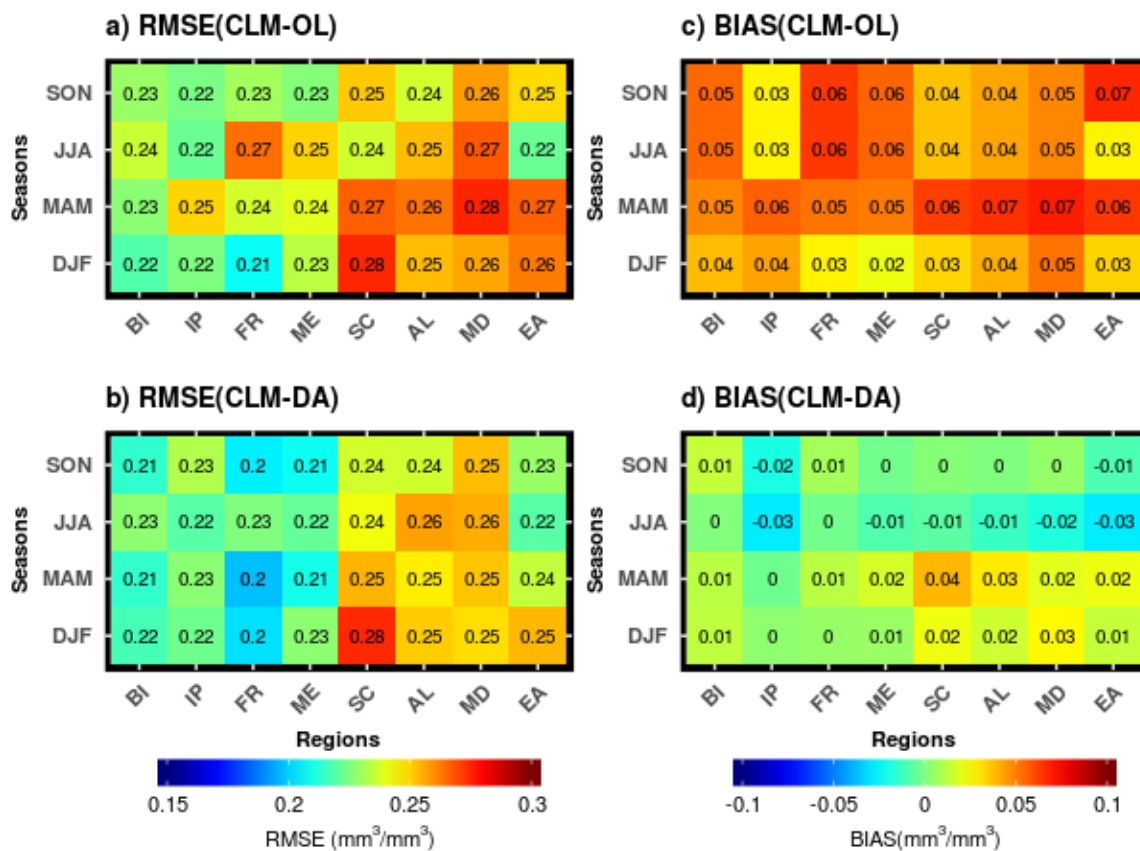 a) RMSE(CLM-OL)
Seasons
SON 0.23 0.22 0.23 0.23 0.25 0.24 0.26 0.25
JJA 0.24 0.22 0.27 0.25 0.24 0.25 0.27 0.22
MAM 0.23 0.25 0.24 0.24 0.27 0.26 0.28 0.27
DJF 0.22 0.22 0.21 0.23 0.28 0.25 0.26 0.26
BI IP FR ME SC AL MD EA
c) BIAS(CLM-OL)
Seasons
SON 0.05 0.03 0.06 0.06 0.04 0.04 0.05 0.07
JJA 0.05 0.03 0.06 0.06 0.04 0.04 0.05 0.03
MAM 0.05 0.06 0.05 0.05 0.06 0.07 0.07 0.06
DJF 0.04 0.04 0.03 0.02 0.03 0.04 0.05 0.03
BI IP FR ME SC AL MD EA
b) RMSE(CLM-DA)
Seasons
SON 0.21 0.23 0.2 0.21 0.24 0.24 0.25 0.23
JJA 0.23 0.22 0.23 0.22 0.24 0.26 0.26 0.22
MAM 0.21 0.23 0.2 0.21 0.25 0.25 0.25 0.24
DJF 0.22 0.22 0.2 0.23 0.28 0.25 0.25 0.25
BI IP FR ME SC AL MD EA
Regions
0.15 0.2 0.25 0.3
RMSE (mm³/mm³)
d) BIAS(CLM-DA)
Seasons
SON 0.01 -0.02 0.01 0 0 0 0 -0.01
JJA 0 -0.03 0 -0.01 -0.01 -0.01 -0.02 -0.03
MAM 0.01 0 0.01 0.02 0.04 0.03 0.02 0.02
DJF 0.01 0 0 0.01 0.02 0.02 0.03 0.01
BI IP FR ME SC AL MD EA
Regions
-0.1 -0.05 0 0.05 0.1
BIAS(mm³/mm³)